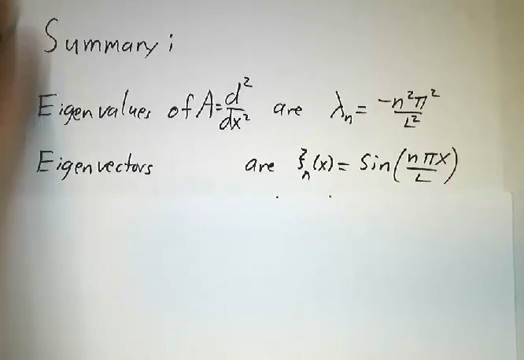 Summary;
Eigenvalues of A = d²/dx² are λₙ = -n²π²/L²
Eigenvectors are ξₙ(x) = Sin(nπx/L)